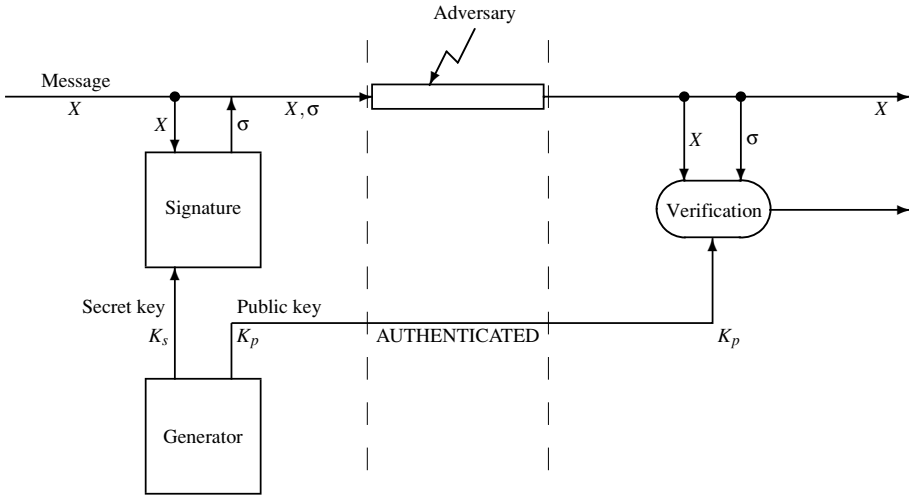 Adversary
Message
X
X
σ
X, σ
X
σ
X
Signature
Verification
Secret key
Public key
K_s
K_p
AUTHENTICATED
K_p
Generator